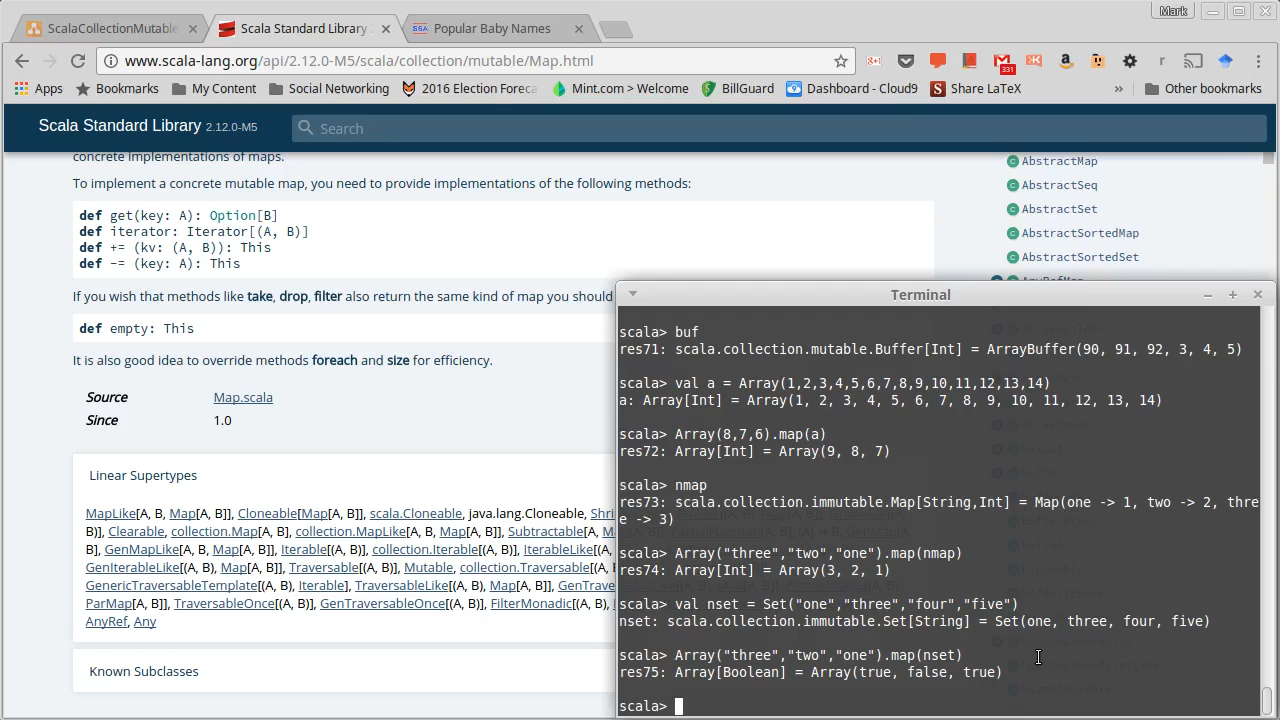 Mark
ScalaCollectionMutable
Scala Standard Library
Popular Baby Names
www.scala-lang.org/api/2.12.0-M5/scala/collection/mutable/Map.html
331
Apps
Bookmarks
My Content
Social Networking
2016 Election Foreca
Mint.com > Welcome
BillGuard
Dashboard - Cloud9
Share LaTeX
»
Other bookmarks
Scala Standard Library 2.12.0-M5
Search
concrete implementations of maps.
To implement a concrete mutable map, you need to provide implementations of the following methods:
def get(key: A): Option[B]
def iterator: Iterator[(A, B)]
def += (kv: (A, B)): This
def -= (key: A): This
If you wish that methods like take, drop, filter also return the same kind of map you should
def empty: This
It is also good idea to override methods foreach and size for efficiency.
Source Map.scala
Since 1.0
Linear Supertypes
MapLike[A, B, Map[A, B]], Cloneable[Map[A, B]], scala.Cloneable, java.lang.Cloneable, Shri
B]], Clearable, collection.Map[A, B], collection.MapLike[A, B, Map[A, B]], Subtractable[A, M
B], GenMapLike[A, B, Map[A, B]], Iterable[(A, B)], collection.Iterable[(A, B)], IterableLike[(A
GenIterableLike[(A, B), Map[A, B]], Traversable[(A, B)], Mutable, collection.Traversable[(A,
GenericTraversableTemplate[(A, B), Iterable], TraversableLike[(A, B), Map[A, B]], GenTraver
ParMap[A, B]], TraversableOnce[(A, B)], GenTraversableOnce[(A, B)], FilterMonadic[(A, B),
AnyRef, Any
Known Subclasses
AbstractMap
AbstractSeq
AbstractSet
AbstractSortedMap
AbstractSortedSet
AnyRefMap
Terminal
scala> buf
res71: scala.collection.mutable.Buffer[Int] = ArrayBuffer(90, 91, 92, 3, 4, 5)
scala> val a = Array(1,2,3,4,5,6,7,8,9,10,11,12,13,14)
a: Array[Int] = Array(1, 2, 3, 4, 5, 6, 7, 8, 9, 10, 11, 12, 13, 14)
scala> Array(8,7,6).map(a)
res72: Array[Int] = Array(9, 8, 7)
scala> nmap
res73: scala.collection.immutable.Map[String,Int] = Map(one -> 1, two -> 2, thre
e -> 3)
scala> Array("three","two","one").map(nmap)
res74: Array[Int] = Array(3, 2, 1)
scala> val nset = Set("one","three","four","five")
nset: scala.collection.immutable.Set[String] = Set(one, three, four, five)
scala> Array("three","two","one").map(nset)
res75: Array[Boolean] = Array(true, false, true)
scala>